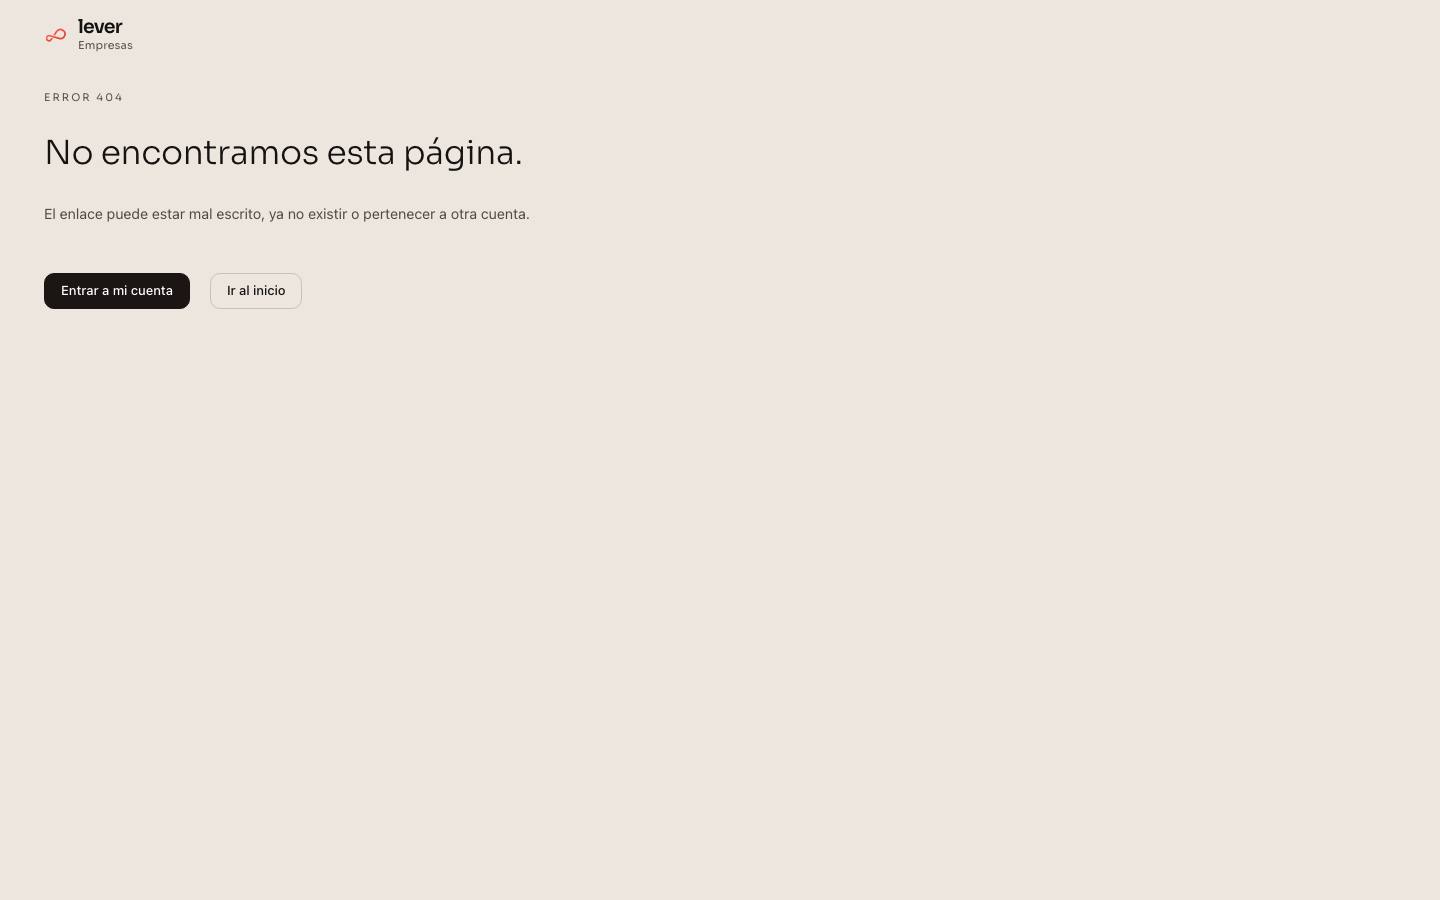 lever
Empresas
ERROR 404
No encontramos esta página.
El enlace puede estar mal escrito, ya no existir o pertenecer a otra cuenta.
Entrar a mi cuenta
Ir al inicio